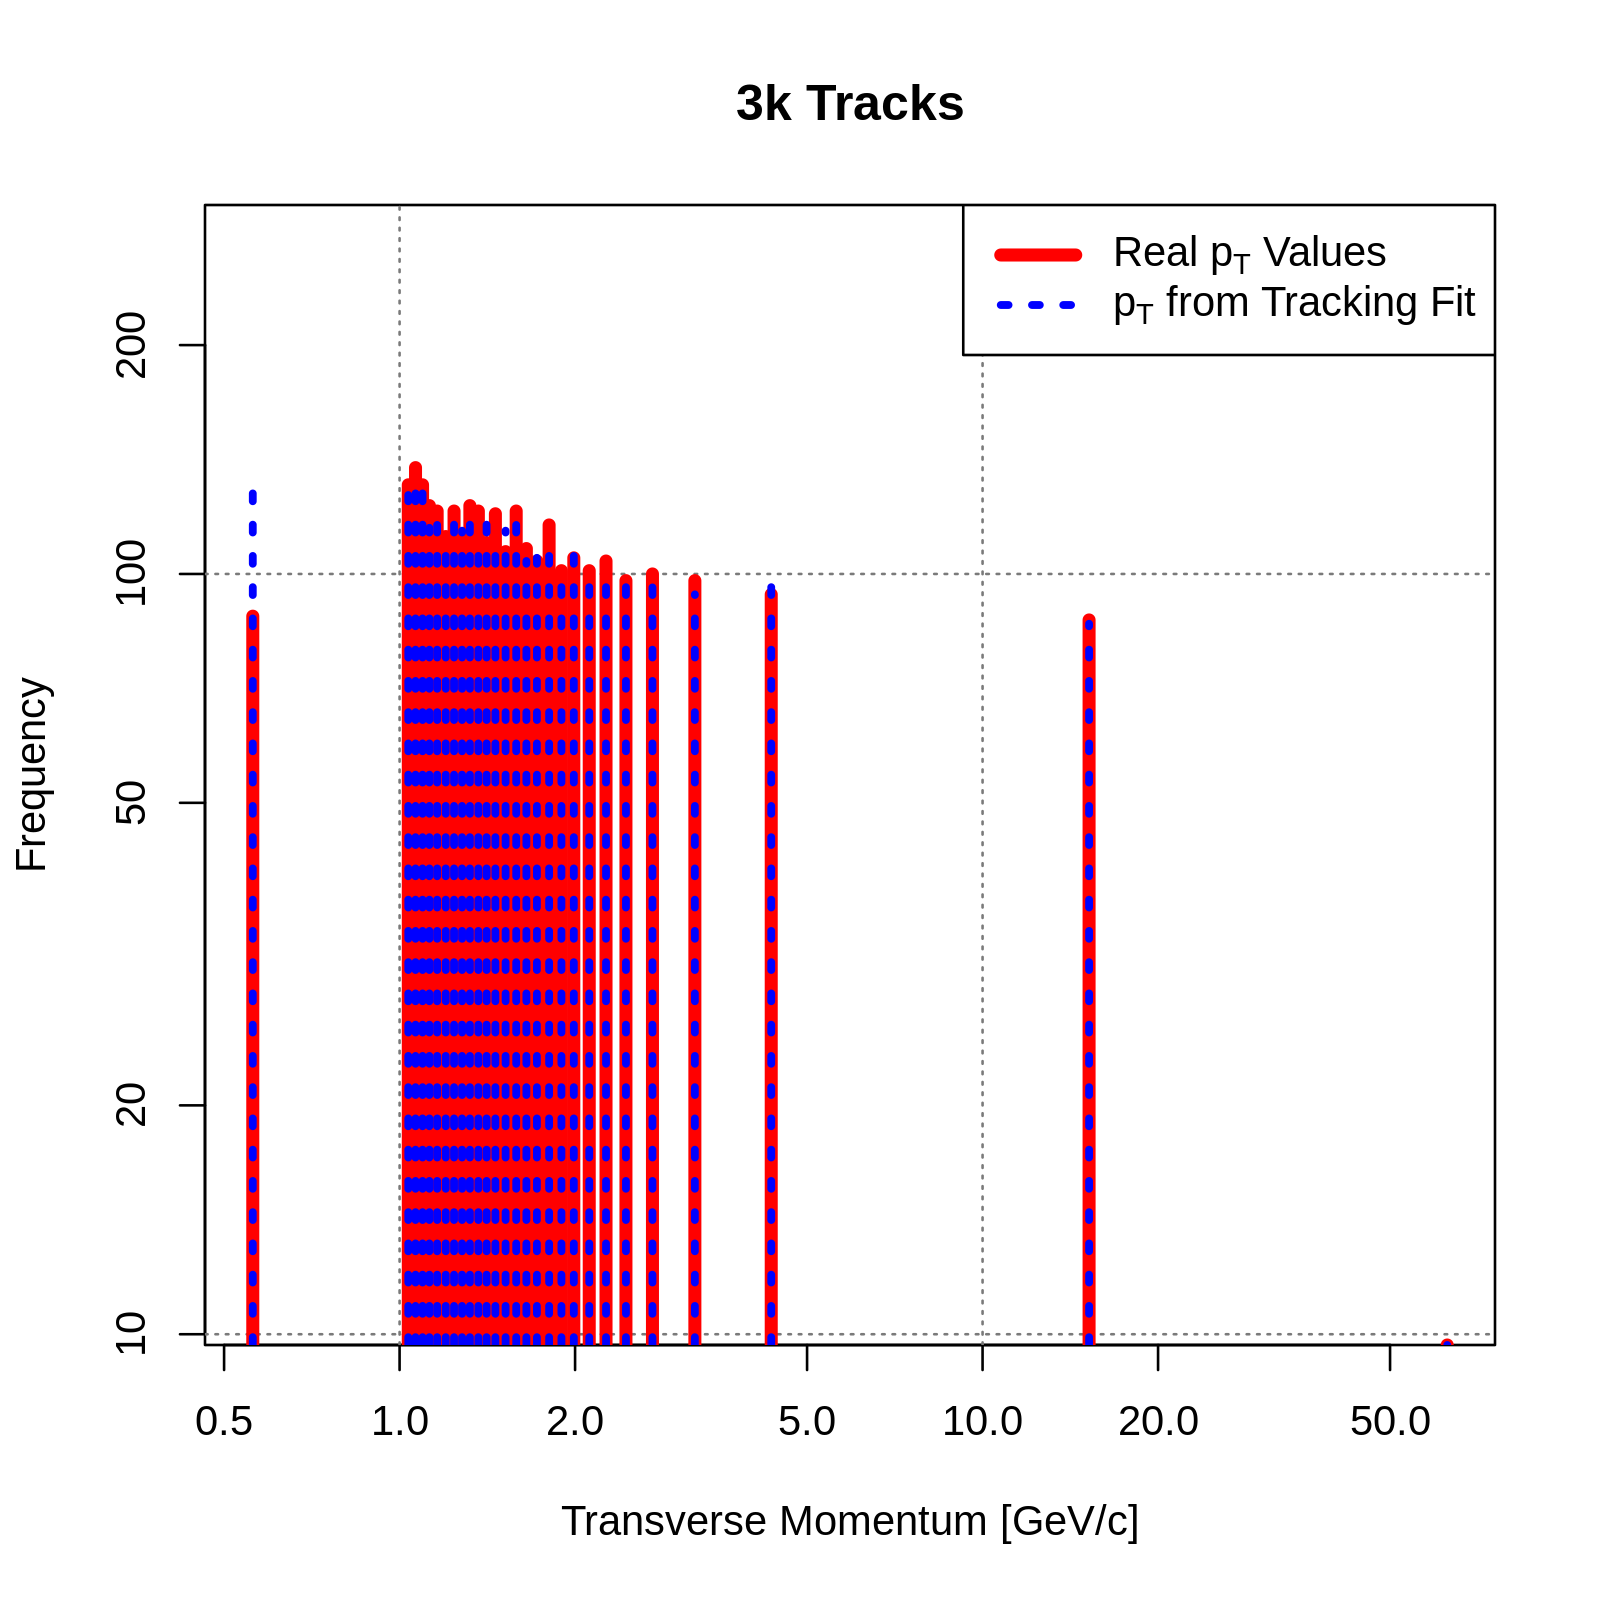 3k Tracks
Real pT Values
pT from Tracking Fit
200
100
50
20
10
Frequency
0.5 1.0 2.0 5.0 10.0 20.0 50.0
Transverse Momentum [GeV/c]